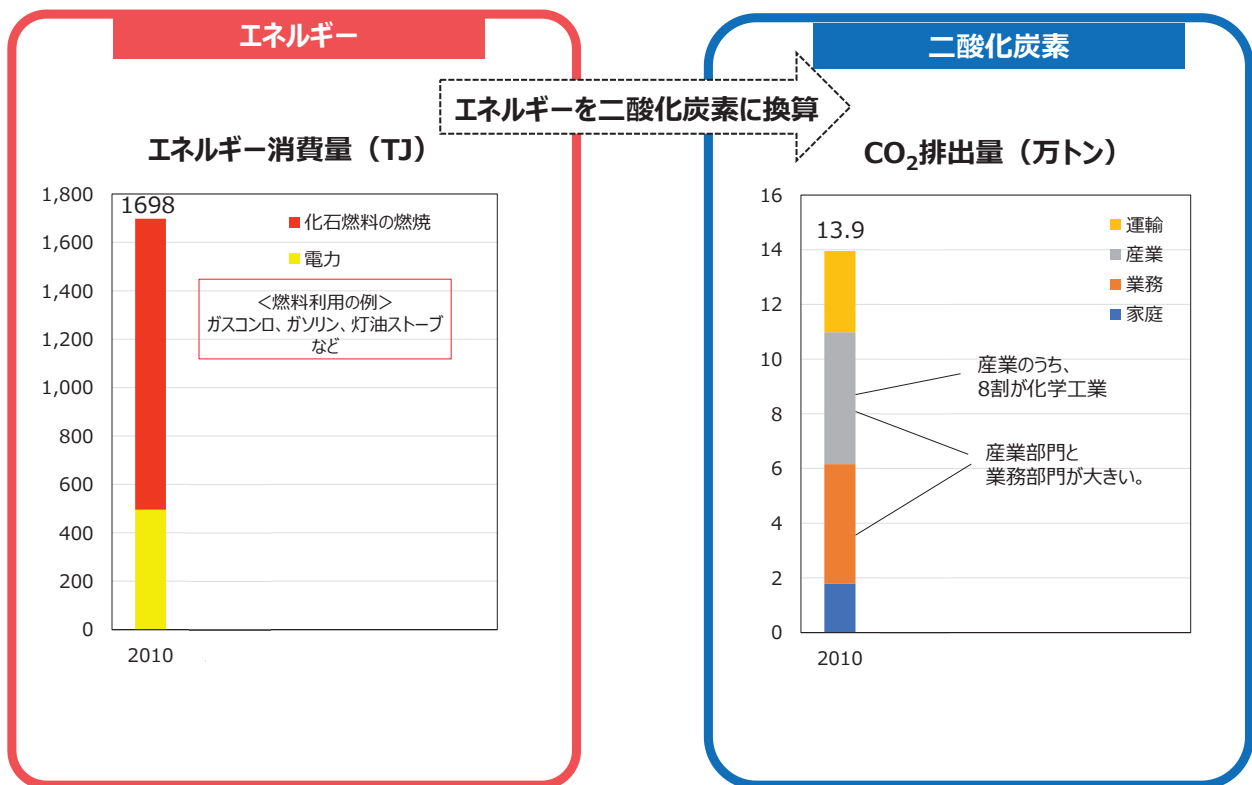 エネルギー
二酸化炭素
エネルギーを二酸化炭素に換算
エネルギー消費量（TJ）
1,800
1,600
1,400
1,200
1,000
800
600
400
200
0
1698
化石燃料の燃焼
電力
＜燃料利用の例＞
ガスコンロ、ガソリン、灯油ストーブ
など
2010
CO₂排出量（万トン）
16
14
12
10
8
6
4
2
0
13.9
運輸
産業
業務
家庭
産業のうち、
8割が化学工業
産業部門と
業務部門が大きい。
2010